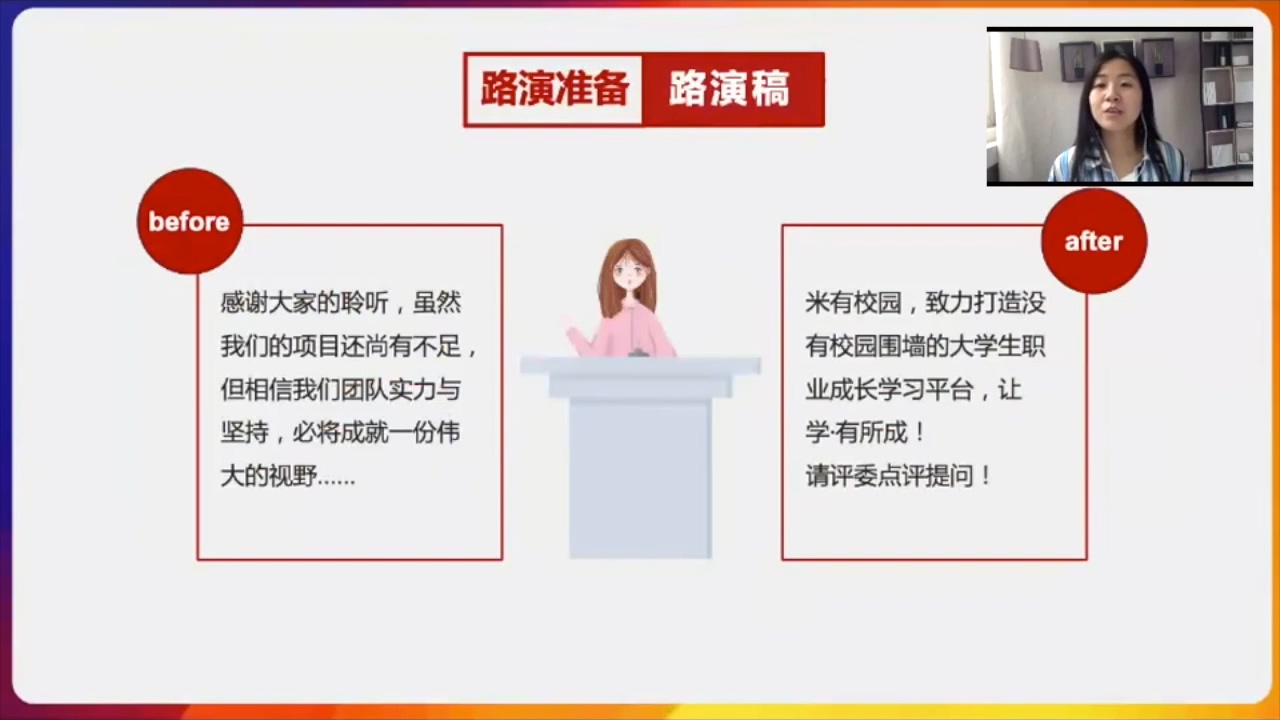 路演准备 路演稿
before
感谢大家的聆听，虽然
我们的项目还尚有不足，
但相信我们团队实力与
坚持，必将成就一份伟
大的视野......
after
米有校园，致力打造没
有校园围墙的大学生职
业成长学习平台，让
学·有所成！
请评委点评提问！